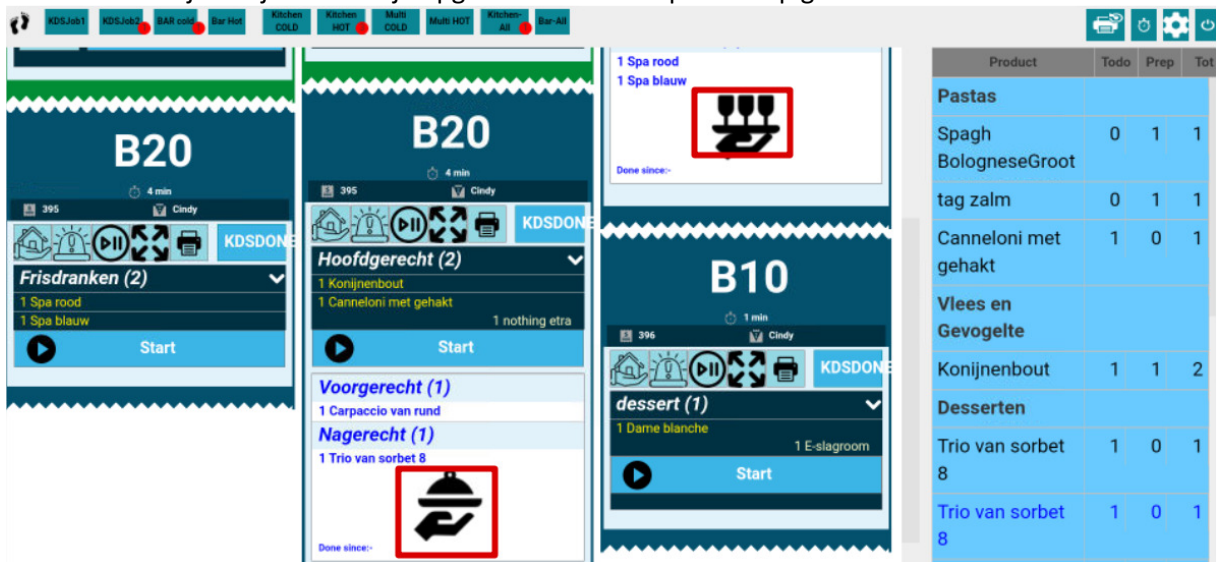 KDSJob1
KDSJob2
BAR cold
Bar Hot
Kitchen COLD
Kitchen HOT
Multi COLD
Multi HOT
Kitchen-All
Bar-All
B20
4 min
395 Cindy
KDSDONE
Frisdranken (2)
1 Spa rood
1 Spa blauw
Start
B20
4 min
395 Cindy
KDSDONE
Hoofdgerecht (2)
1 Konijnenbout
1 Canneloni met gehakt
1 nothing etra
Start
Voorgerecht (1)
1 Carpaccio van rund
Nagerecht (1)
1 Trio van sorbet 8
Done since:-
1 Spa rood
1 Spa blauw
Done since:-
B10
1 min
396 Cindy
KDSDONE
dessert (1)
1 Dame blanche
1 E-slagroom
Start
Product Todo Prep Tot
Pastas
Spagh 0 1 1
BologneseGroot
tag zalm 0 1 1
Canneloni met 1 0 1
gehakt
Vlees en
Gevogelte
Konijnenbout 1 1 2
Desserten
Trio van sorbet 1 0 1
8
Trio van sorbet 1 0 1
8